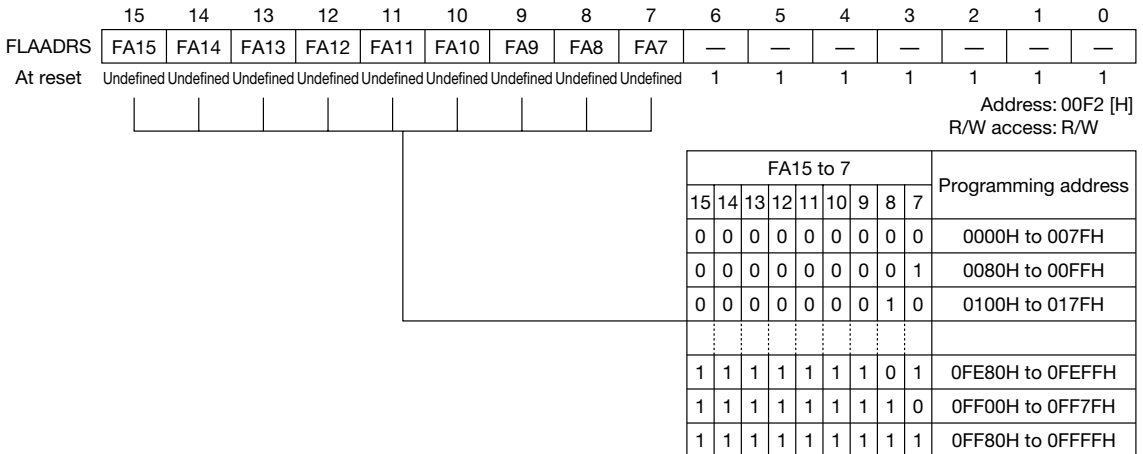 15 14 13 12 11 10 9 8 7 6 5 4 3 2 1 0
FLAADRS FA15 FA14 FA13 FA12 FA11 FA10 FA9 FA8 FA7 — — — — — — —
At reset Undefined Undefined Undefined Undefined Undefined Undefined Undefined Undefined Undefined 1 1 1 1 1 1 1
Address: 00F2 [H]
R/W access: R/W
FA15 to 7 Programming address
15 14 13 12 11 10 9 8 7
0 0 0 0 0 0 0 0 0 0000H to 007FH
0 0 0 0 0 0 0 0 1 0080H to 00FFH
0 0 0 0 0 0 0 1 0 0100H to 017FH
1 1 1 1 1 1 1 0 1 0FE80H to 0FEFFH
1 1 1 1 1 1 1 1 0 0FF00H to 0FF7FH
1 1 1 1 1 1 1 1 1 0FF80H to 0FFFFH